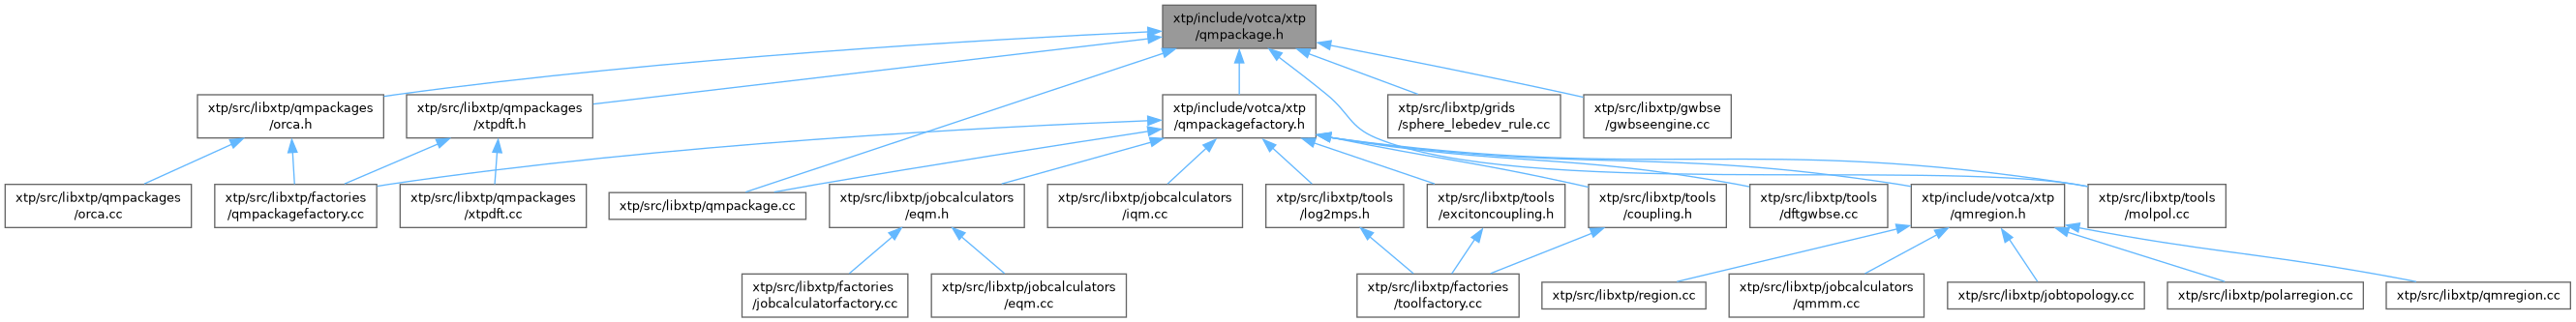 xtp/include/votca/xtp
/qmpackage.h
xtp/src/libxtp/qmpackages
/orca.h
xtp/src/libxtp/qmpackages
/xtpdft.h
xtp/include/votca/xtp
/qmpackagefactory.h
xtp/src/libxtp/grids
/sphere_lebedev_rule.cc
xtp/src/libxtp/gwbse
/gwbseengine.cc
xtp/src/libxtp/qmpackages
/orca.cc
xtp/src/libxtp/factories
/qmpackagefactory.cc
xtp/src/libxtp/qmpackages
/xtpdft.cc
xtp/src/libxtp/qmpackage.cc
xtp/src/libxtp/jobcalculators
/eqm.h
xtp/src/libxtp/jobcalculators
/iqm.cc
xtp/src/libxtp/tools
/log2mps.h
xtp/src/libxtp/tools
/excitoncoupling.h
xtp/src/libxtp/tools
/coupling.h
xtp/src/libxtp/tools
/dftgwbse.cc
xtp/include/votca/xtp
/qmregion.h
xtp/src/libxtp/tools
/molpol.cc
xtp/src/libxtp/factories
/jobcalculatorfactory.cc
xtp/src/libxtp/jobcalculators
/eqm.cc
xtp/src/libxtp/factories
/toolfactory.cc
xtp/src/libxtp/region.cc
xtp/src/libxtp/jobcalculators
/qmmm.cc
xtp/src/libxtp/jobtopology.cc
xtp/src/libxtp/polarregion.cc
xtp/src/libxtp/qmregion.cc